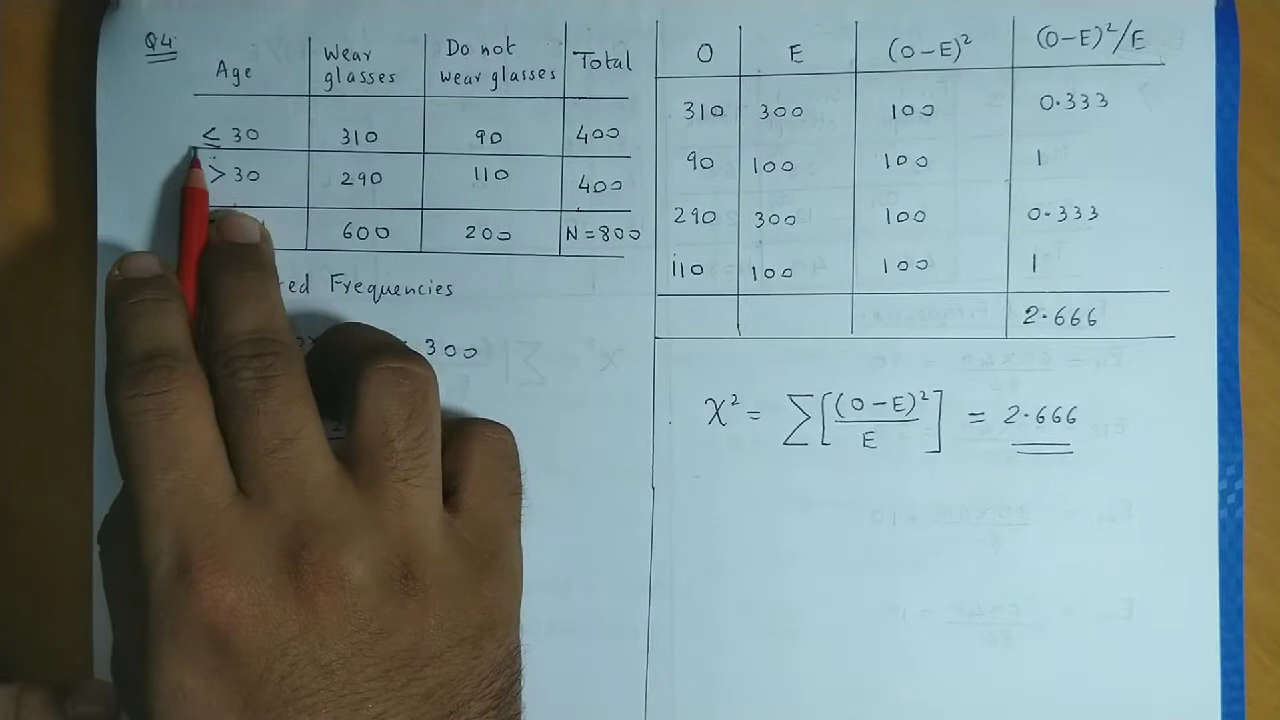 Q4
Age Wear glasses Do not wear glasses Total
≤ 30 310 90 400
> 30 290 110 400
600 200 N = 800
Frequencies
300
O E (O-E)² (O-E)²/E
310 300 100 0.333
90 100 100 1
290 300 100 0.333
110 100 100 1
2.666
χ² = Σ[(O-E)²/E] = 2.666